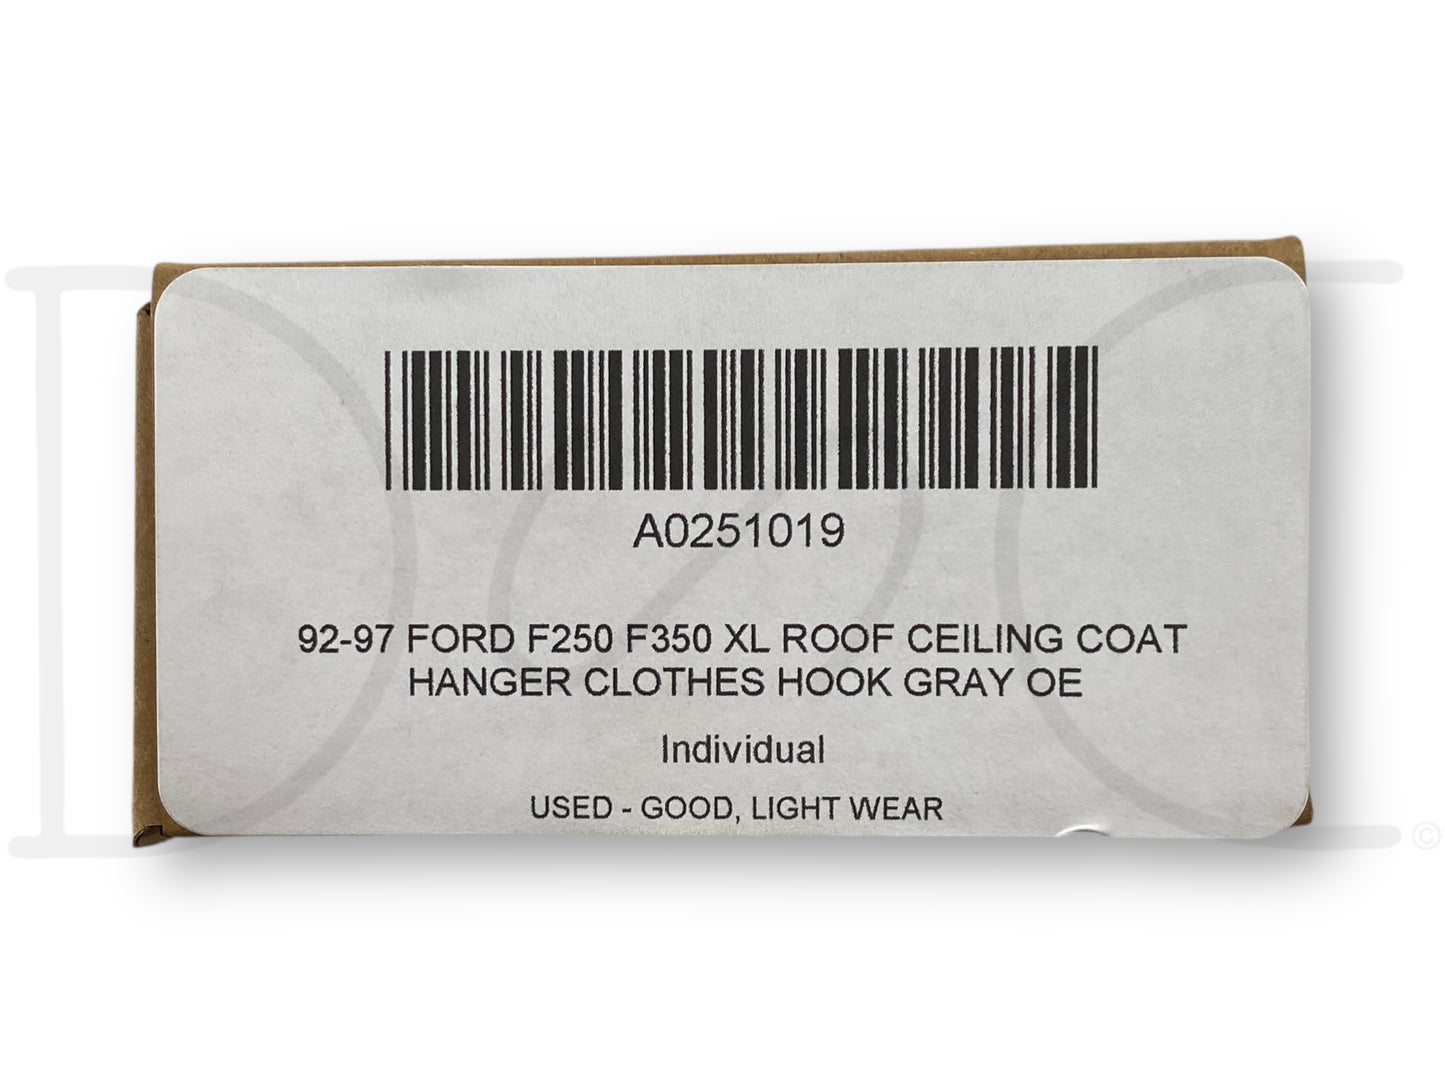 A0251019
92-97 FORD F250 F350 XL ROOF CEILING COAT
HANGER CLOTHES HOOK GRAY OE
Individual
USED - GOOD, LIGHT WEAR
©